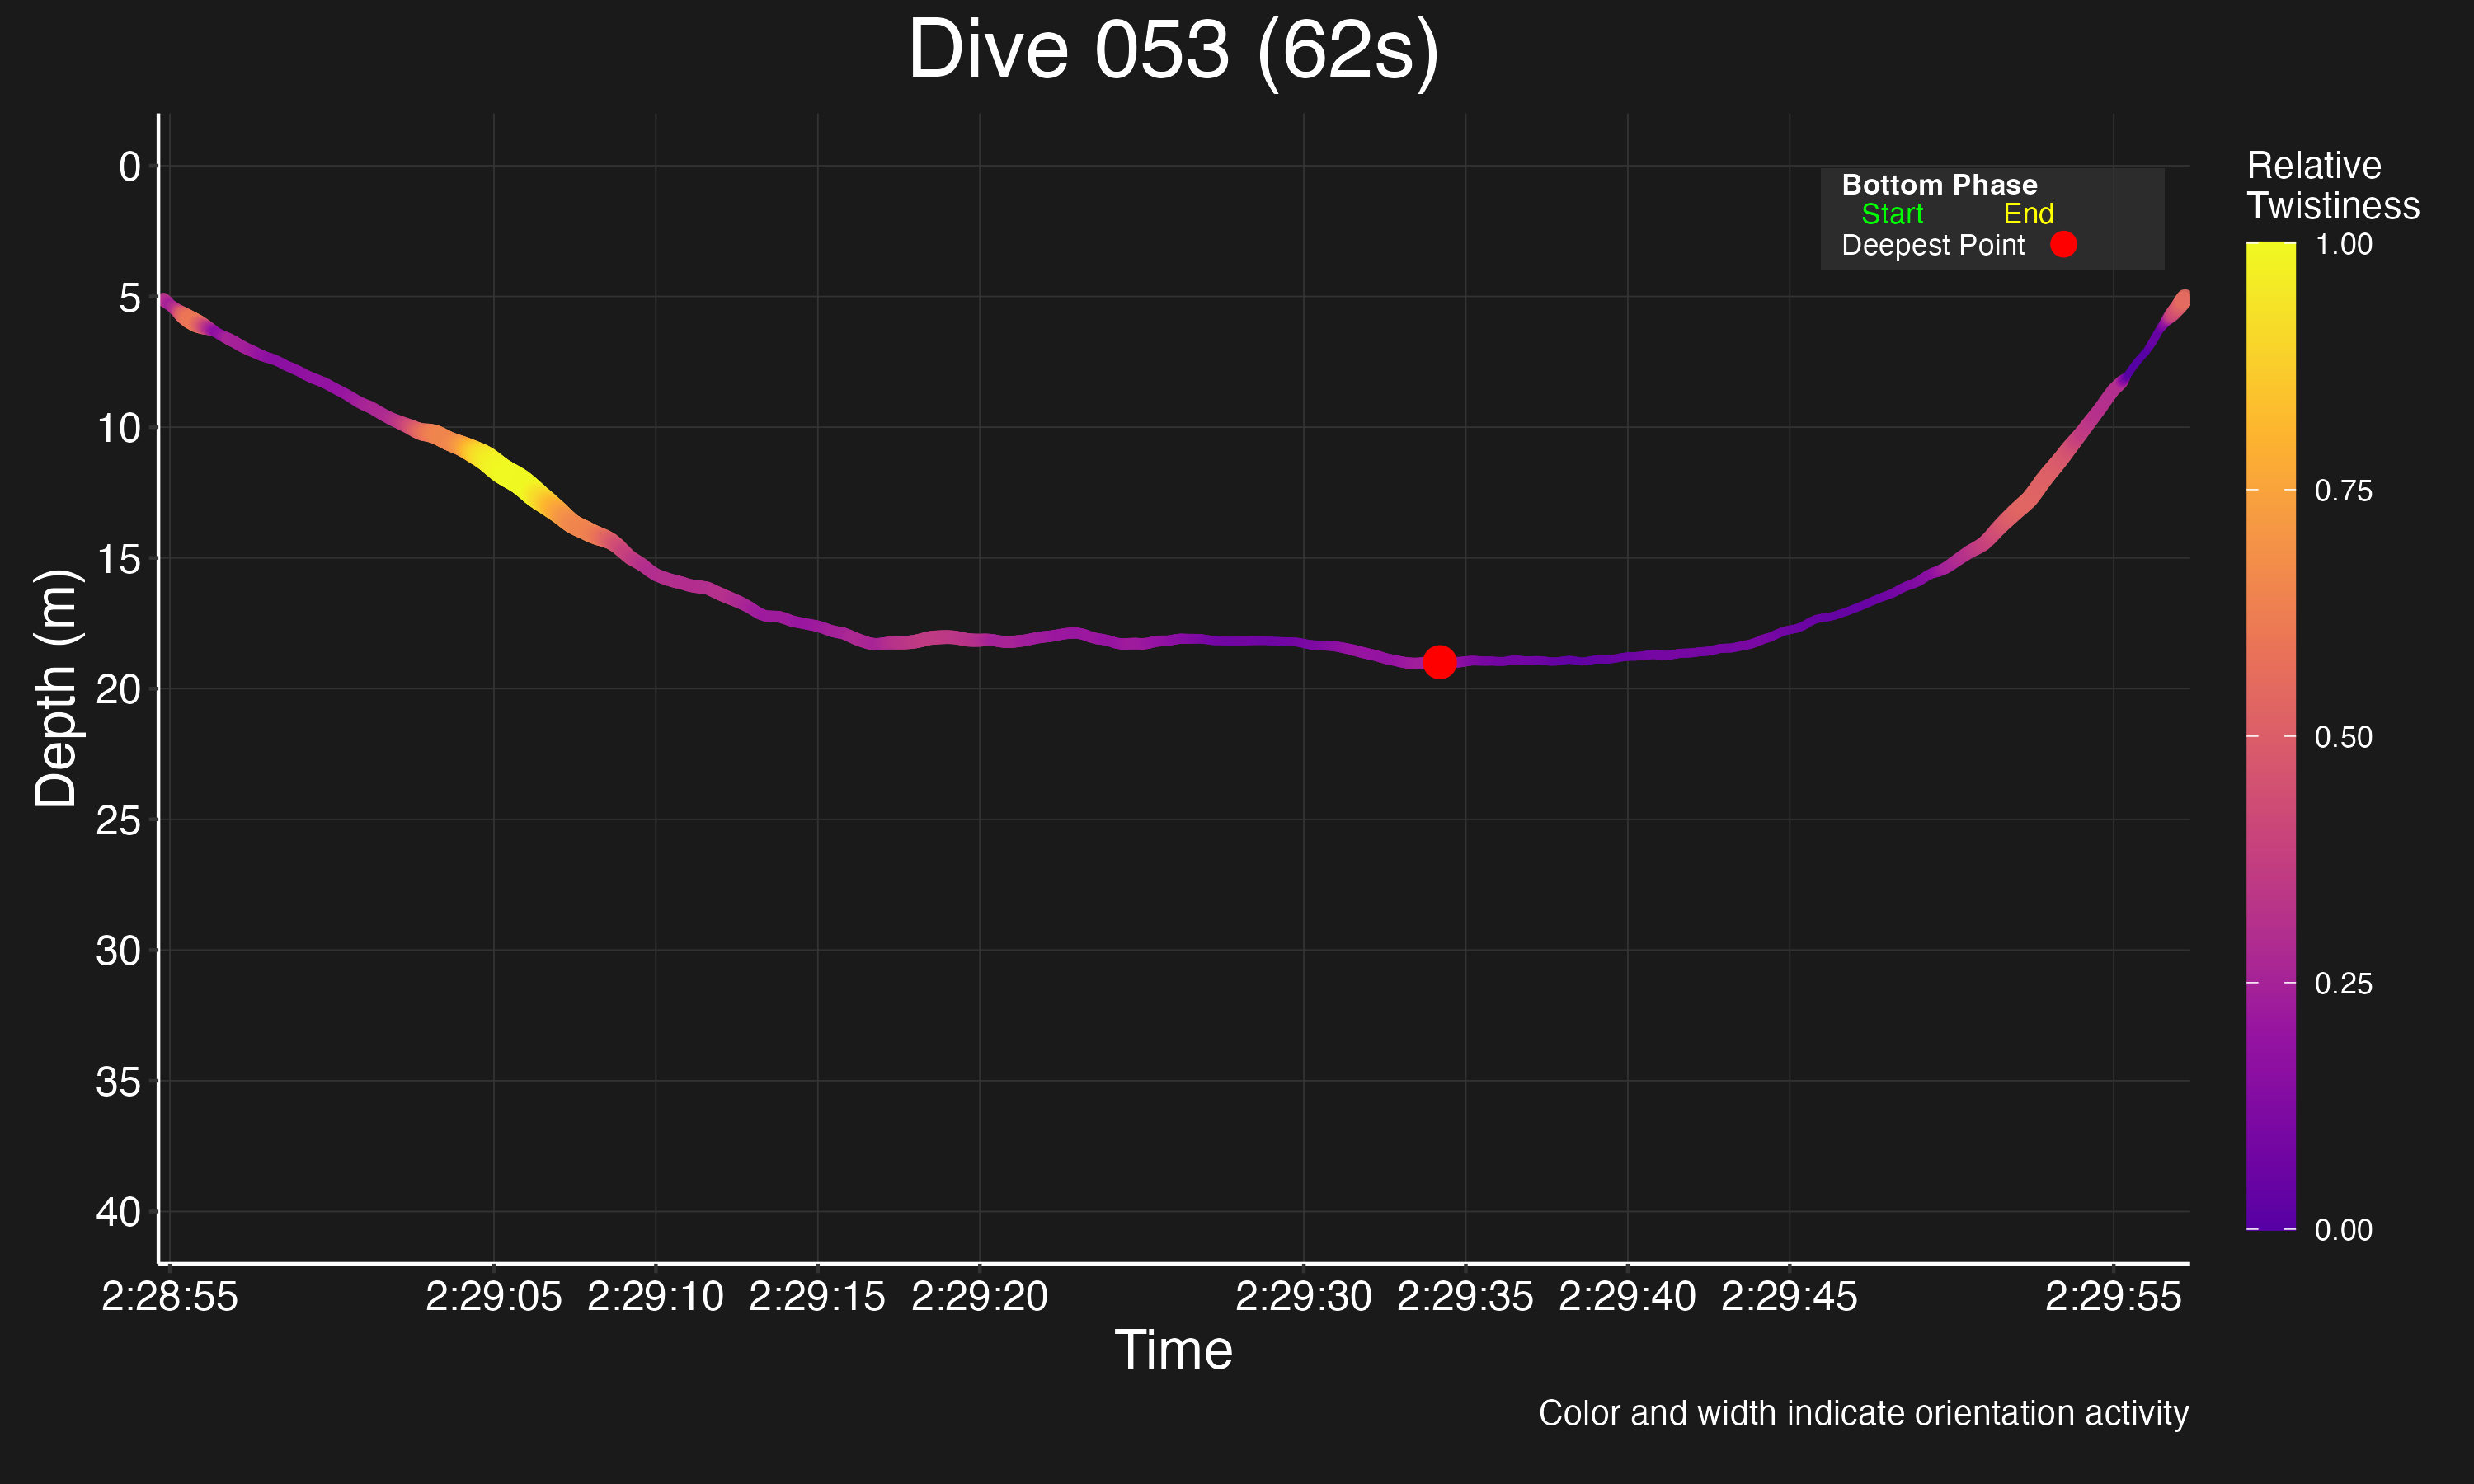 Dive 053 (62s)
Bottom Phase
Start End
Deepest Point
Relative
Twistiness
1.00
0.75
0.50
0.25
0.00
Depth (m)
0
5
10
15
20
25
30
35
40
2:28:55 2:29:05 2:29:10 2:29:15 2:29:20 2:29:30 2:29:35 2:29:40 2:29:45 2:29:55
Time
Color and width indicate orientation activity